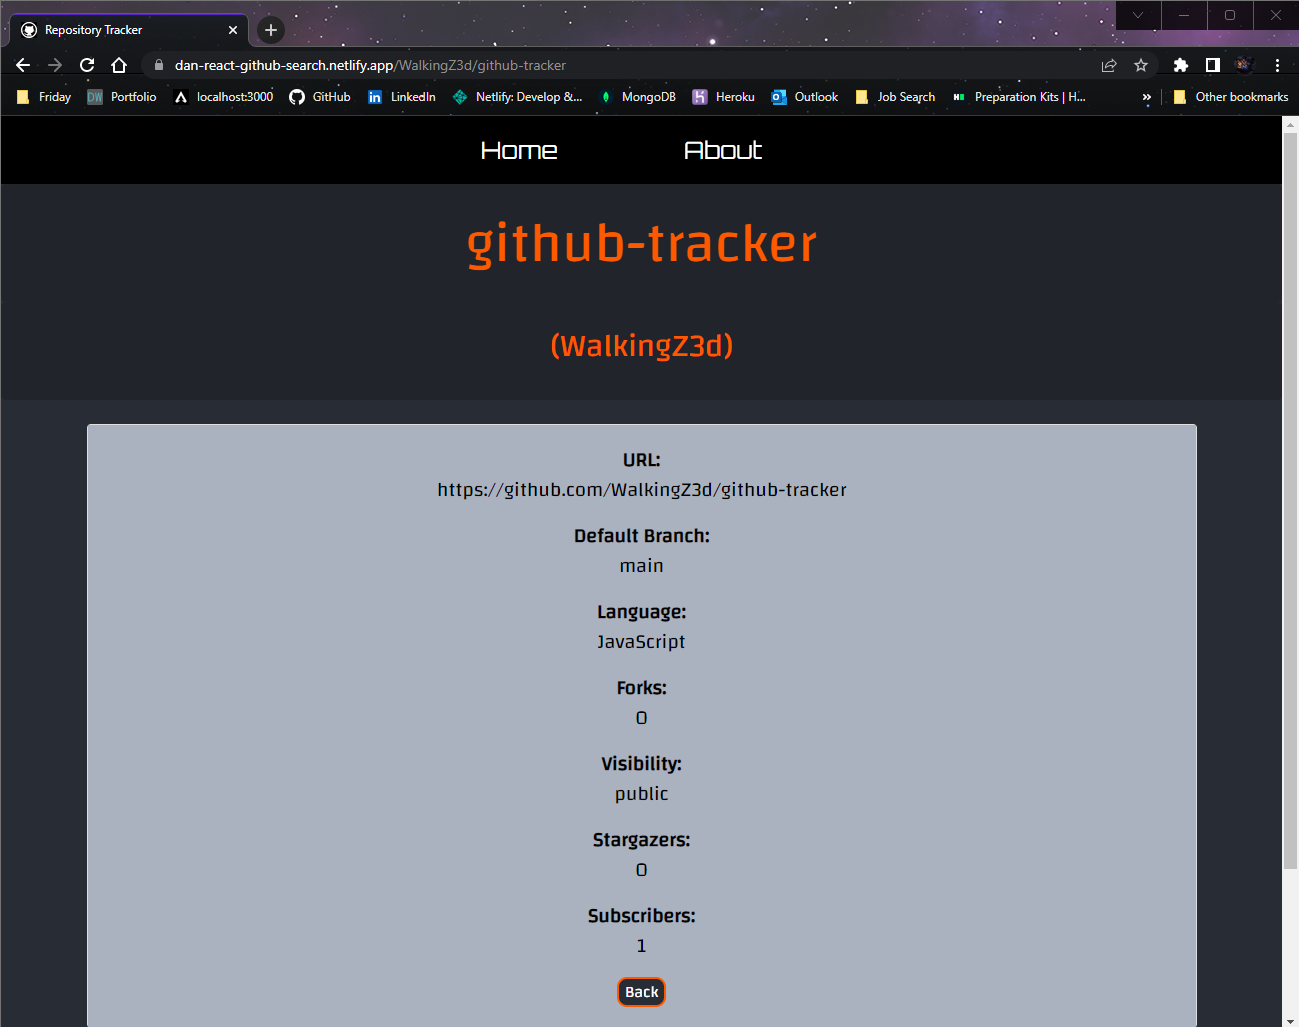 Repository Tracker
dan-react-github-search.netlify.app/WalkingZ3d/github-tracker
Friday DW Portfolio localhost:3000 GitHub in LinkedIn Netlify: Develop &... MongoDB Heroku Outlook Job Search Preparation Kits | H... » Other bookmarks
Home About
github-tracker
(WalkingZ3d)
URL:
https://github.com/WalkingZ3d/github-tracker
Default Branch:
main
Language:
JavaScript
Forks:
0
Visibility:
public
Stargazers:
0
Subscribers:
1
Back